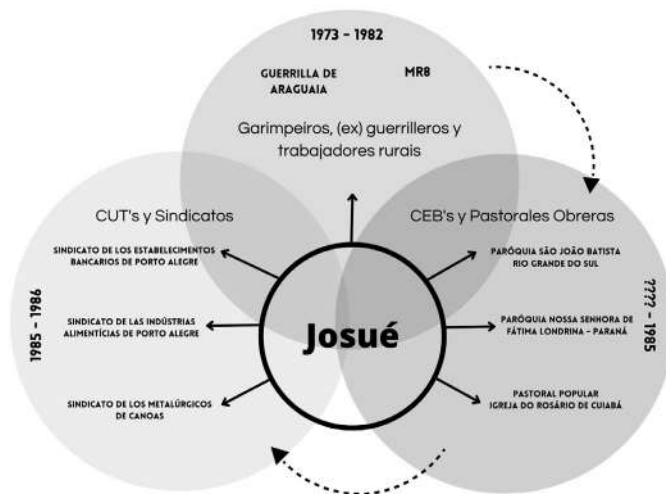 1973 - 1982
GUERRILLA DE
ARAGUAIA
MR8
Garimpeiros, (ex) guerrilleros y
trabajadores rurais
CUT's y Sindicatos
SINDICATO DE LOS ESTABELECIMENTOS
BANCARIOS DE PORTO ALEGRE
SINDICATO DE LAS INDÚSTRIAS
ALIMENTÍCIAS DE PORTO ALEGRE
SINDICATO DE LOS METALÚRGICOS
DE CANOAS
1985 - 1986
Josué
CEB's y Pastorales Obreras
PARÓQUIA SÃO JOÃO BATISTA
RIO GRANDE DO SUL
PARÓQUIA NOSSA SENHORA DE
FÁTIMA LONDRINA - PARANÁ
PASTORAL POPULAR
IGREJA DO ROSÁRIO DE CUIABÁ
???? - 1985